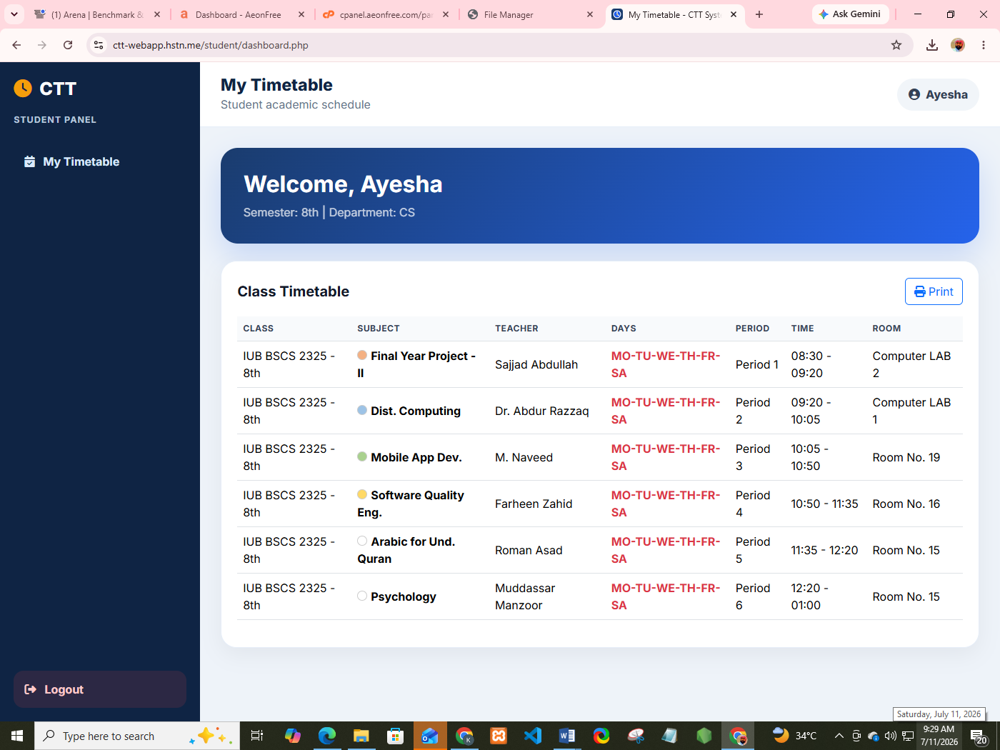 (1) Arena | Benchmark &
Dashboard - AeonFree
cpanel.aeonfree.com/par
File Manager
My Timetable - CTT Syst
Ask Gemini
ctt-webapp.hstn.me/student/dashboard.php
CTT
STUDENT PANEL
My Timetable
Logout
My Timetable
Student academic schedule
Ayesha
Welcome, Ayesha
Semester: 8th | Department: CS
Class Timetable
Print
CLASS SUBJECT TEACHER DAYS PERIOD TIME ROOM
IUB BSCS 2325 - Final Year Project - Sajjad Abdullah MO-TU-WE-TH-FR- Period 1 08:30 - Computer LAB
8th II SA 09:20 2
IUB BSCS 2325 - Dist. Computing Dr. Abdur Razzaq MO-TU-WE-TH-FR- Period 09:20 - Computer LAB
8th SA 2 10:05 1
IUB BSCS 2325 - Mobile App Dev. M. Naveed MO-TU-WE-TH-FR- Period 10:05 - Room No. 19
8th SA 3 10:50
IUB BSCS 2325 - Software Quality Farheen Zahid MO-TU-WE-TH-FR- Period 10:50 - 11:35 Room No. 16
8th Eng. SA 4
IUB BSCS 2325 - Arabic for Und. Roman Asad MO-TU-WE-TH-FR- Period 11:35 - 12:20 Room No. 15
8th Quran SA 5
IUB BSCS 2325 - Psychology Muddassar MO-TU-WE-TH-FR- Period 12:20 - Room No. 15
8th Manzoor SA 6 01:00
Saturday, July 11, 2026
Type here to search
34°C
9:29 AM
7/11/2026
20